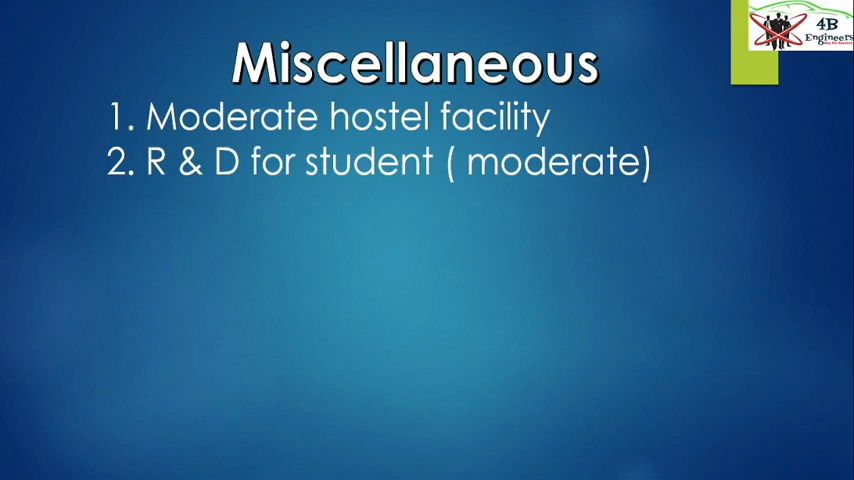 4B
Engineers
Miscellaneous
1. Moderate hostel facility
2. R & D for student ( moderate)